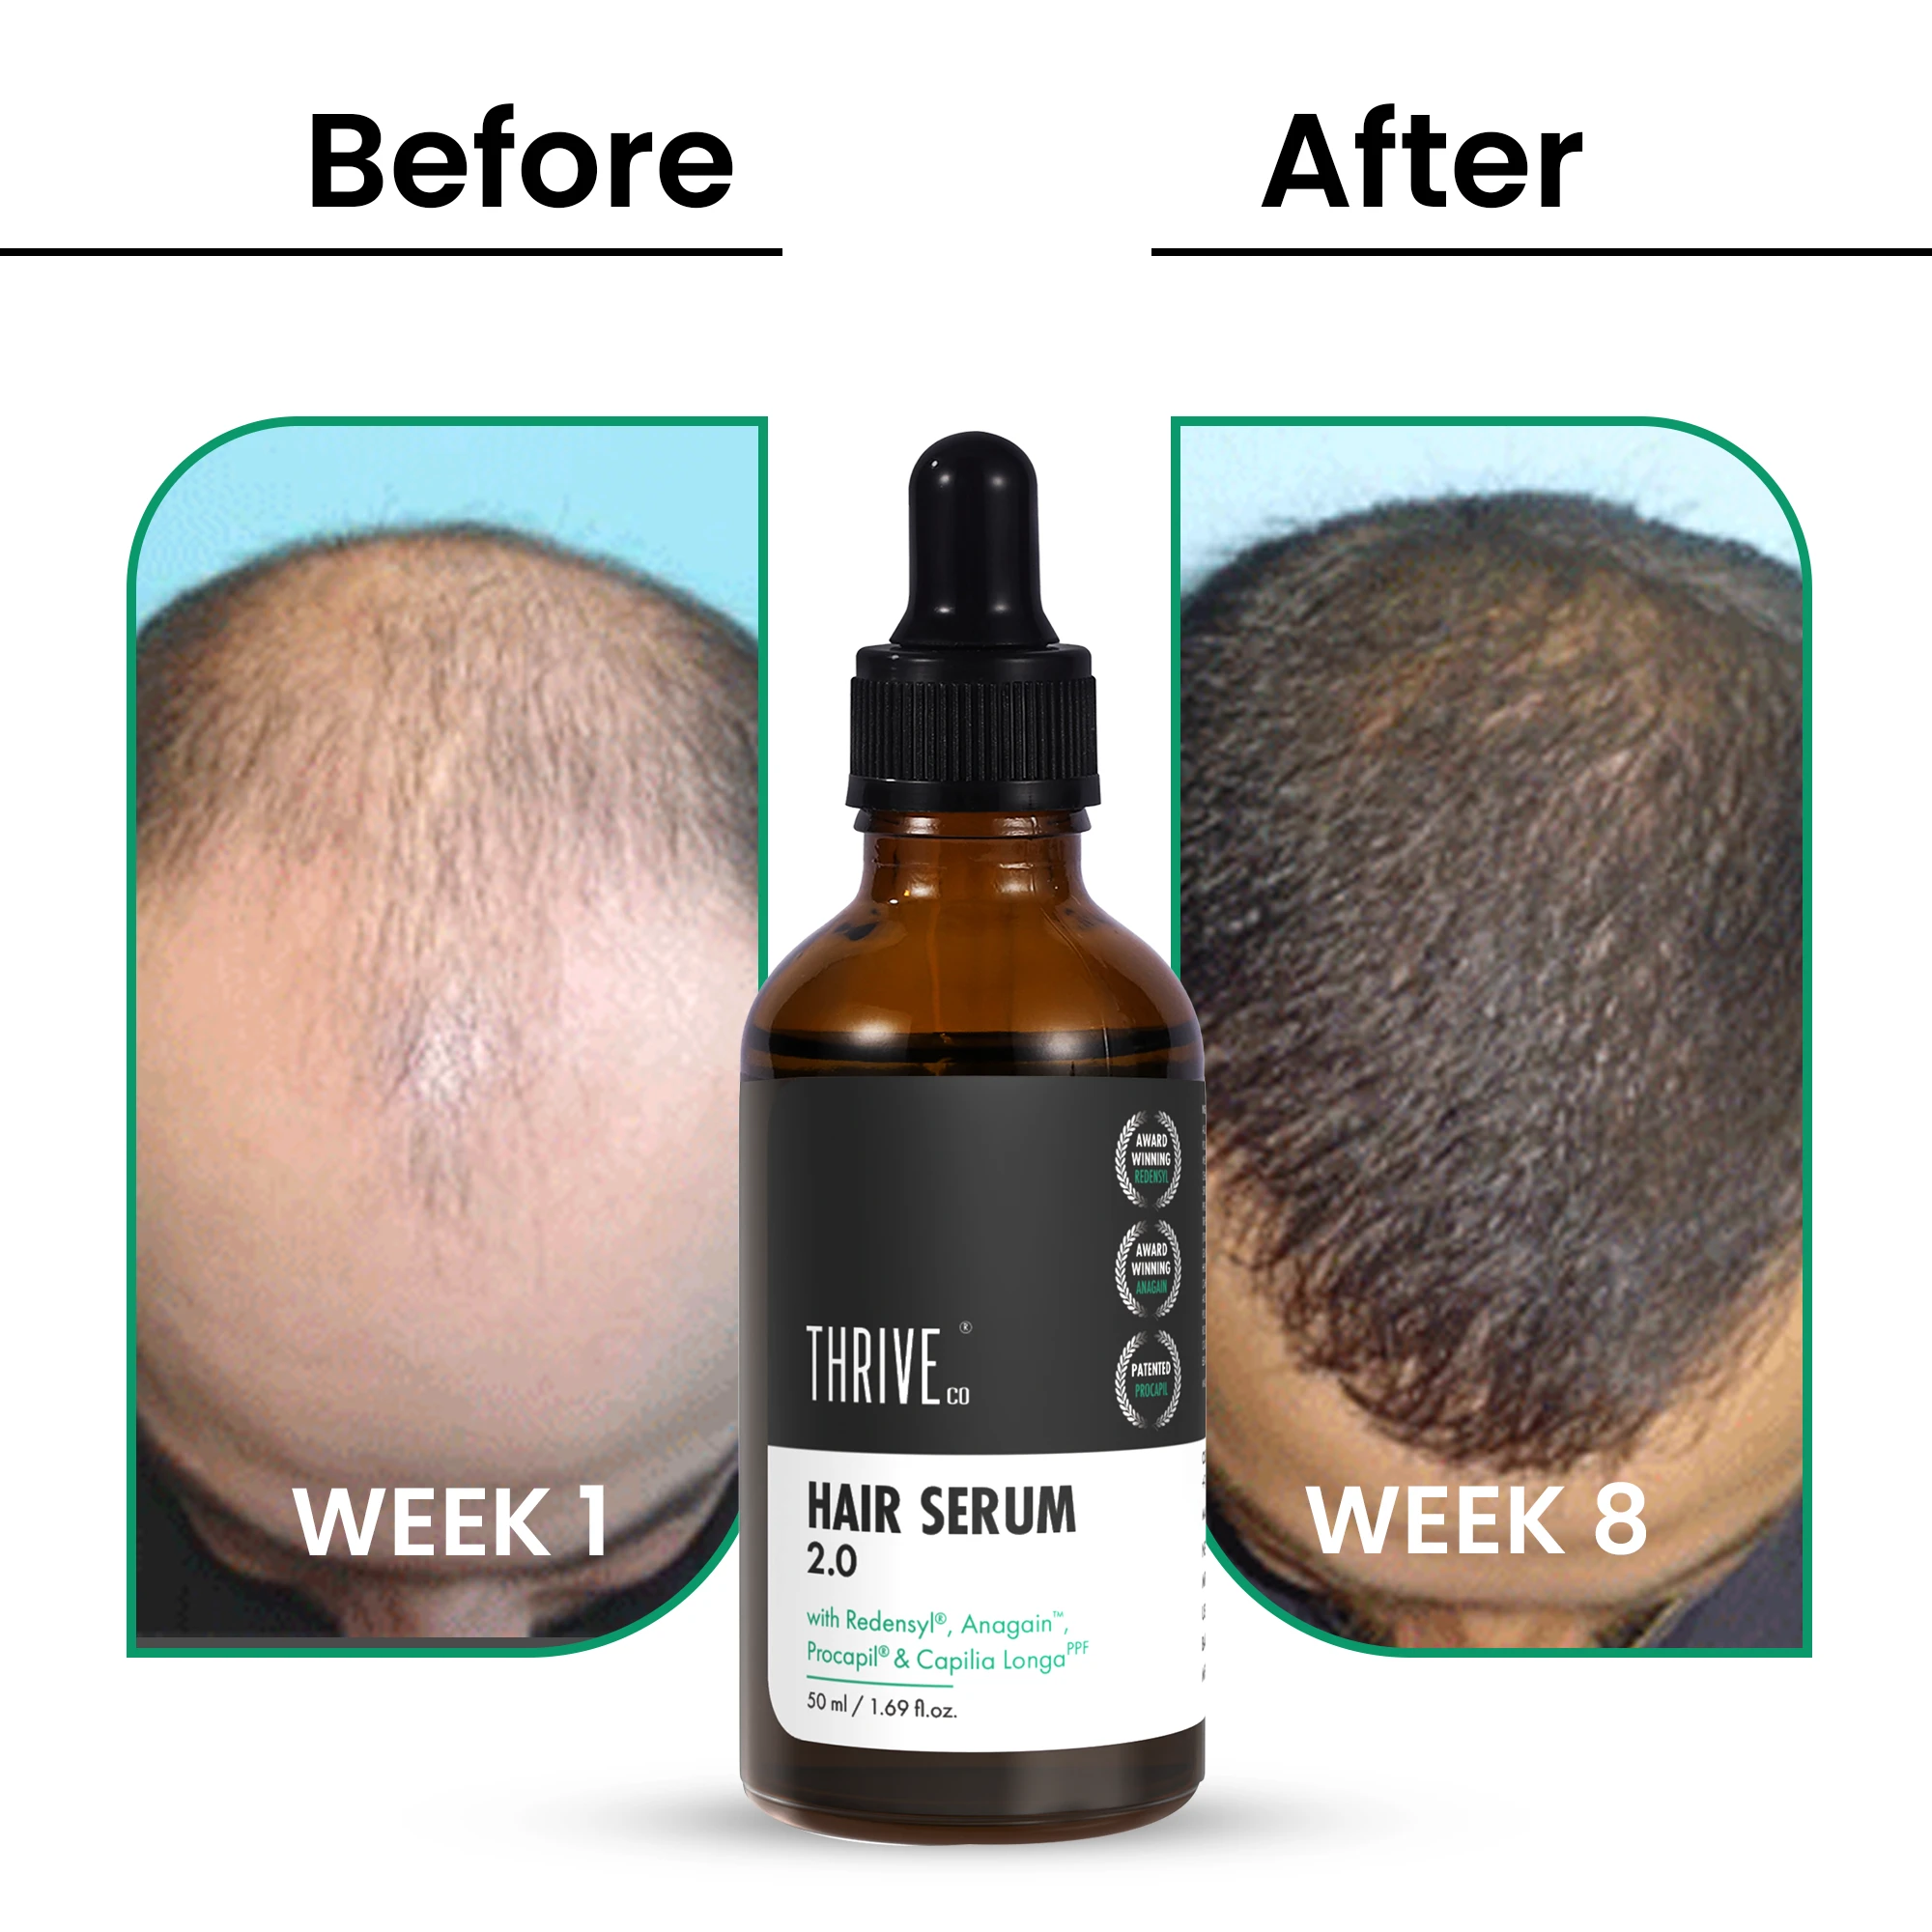 Before
After
WEEK 1
WEEK 8
AWARD
WINNING
REDENSYL
AWARD
WINNING
ANAGAIN
PATENTED
PROCAPIL
THRIVE CO ®
HAIR SERUM
2.0
with Redensyl®, Anagain™,
Procapil® & Capilia Longa PPF
50 ml / 1.69 fl.oz.